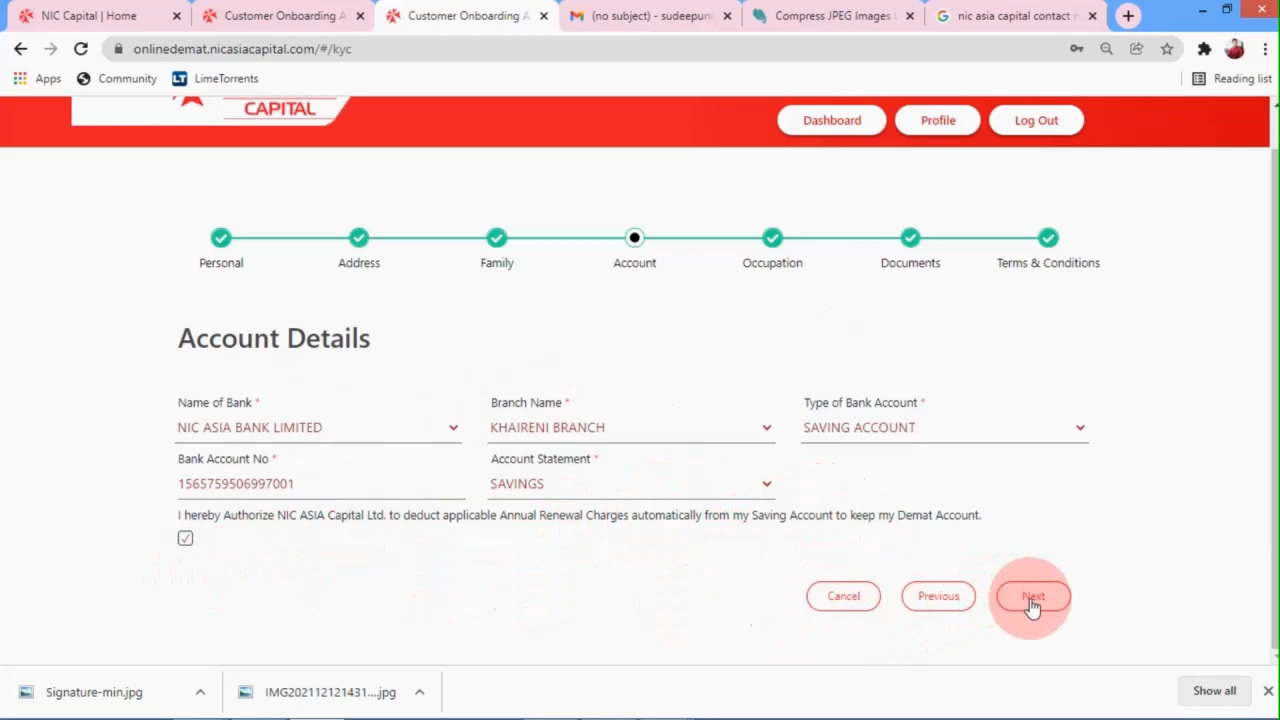 NIC Capital | Home
Customer Onboarding A
Customer Onboarding A
(no subject) - sudeepuni
Compress JPEG Images
nic asia capital contact
onlinedemat.nicasiacapital.com/#/kyc
Apps
Community
LT
LimeTorrents
Reading list
CAPITAL
Dashboard
Profile
Log Out
Personal
Address
Family
Account
Occupation
Documents
Terms & Conditions
Account Details
Name of Bank *
Branch Name *
Type of Bank Account *
NIC ASIA BANK LIMITED
KHAIRENI BRANCH
SAVING ACCOUNT
Bank Account No *
Account Statement *
1565759506997001
SAVINGS
I hereby Authorize NIC ASIA Capital Ltd. to deduct applicable Annual Renewal Charges automatically from my Saving Account to keep my Demat Account.
Cancel
Previous
Next
Signature-min.jpg
IMG202112121431....jpg
Show all